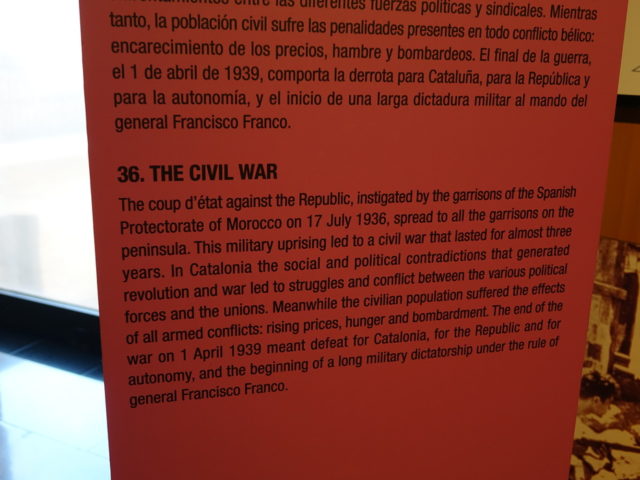 entre las diferentes fuerzas políticas y sindicales. Mientras
tanto, la población civil sufre las penalidades presentes en todo conflicto bélico:
encarecimiento de los precios, hambre y bombardeos. El final de la guerra,
el 1 de abril de 1939, comporta la derrota para Cataluña, para la República y
para la autonomía, y el inicio de una larga dictadura militar al mando del
general Francisco Franco.
36. THE CIVIL WAR
The coup d'état against the Republic, instigated by the garrisons of the Spanish
Protectorate of Morocco on 17 July 1936, spread to all the garrisons on the
peninsula. This military uprising led to a civil war that lasted for almost three
years. In Catalonia the social and political contradictions that generated
revolution and war led to struggles and conflict between the various political
forces and the unions. Meanwhile the civilian population suffered the effects
of all armed conflicts: rising prices, hunger and bombardment. The end of the
war on 1 April 1939 meant defeat for Catalonia, for the Republic and for
autonomy, and the beginning of a long military dictatorship under the rule of
general Francisco Franco.